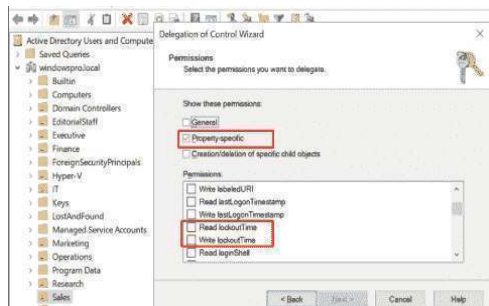 Active Directory Users and Compute
Saved Queries
windowspro.local
Builtin
Computers
Domain Controllers
EditorialStaff
Executive
Finance
ForeignSecurityPrincipals
Hyper-V
IT
Keys
LostAndFound
Managed Service Accounts
Marketing
Operations
Program Data
Research
Sales
Delegation of Control Wizard
Permissions
Select the permissions you want to delegate.
Show these permissions:
General
Property-specific
Creation/deletion of specific child objects
Permissions:
Write labeledURI
Read lastLogonTimestamp
Write lastLogonTimestamp
Read lockoutTime
Write lockoutTime
Read loginShell
< Back
Next >
Cancel
Help